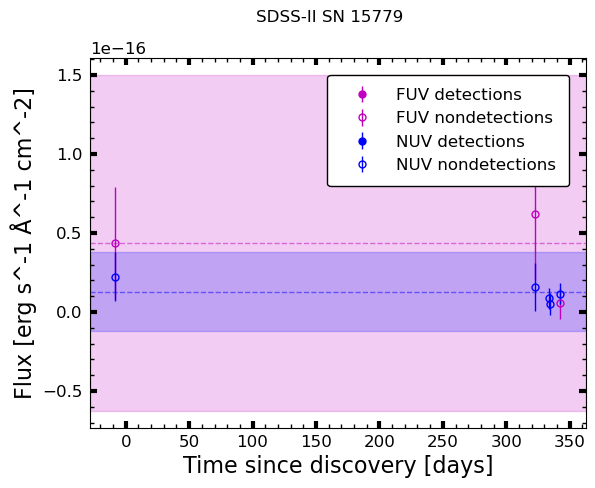 SDSS-II SN 15779
1e−16
FUV detections
FUV nondetections
NUV detections
NUV nondetections
1.5
1.0
0.5
0.0
−0.5
Flux [erg s^-1 Å^-1 cm^-2]
0 50 100 150 200 250 300 350
Time since discovery [days]